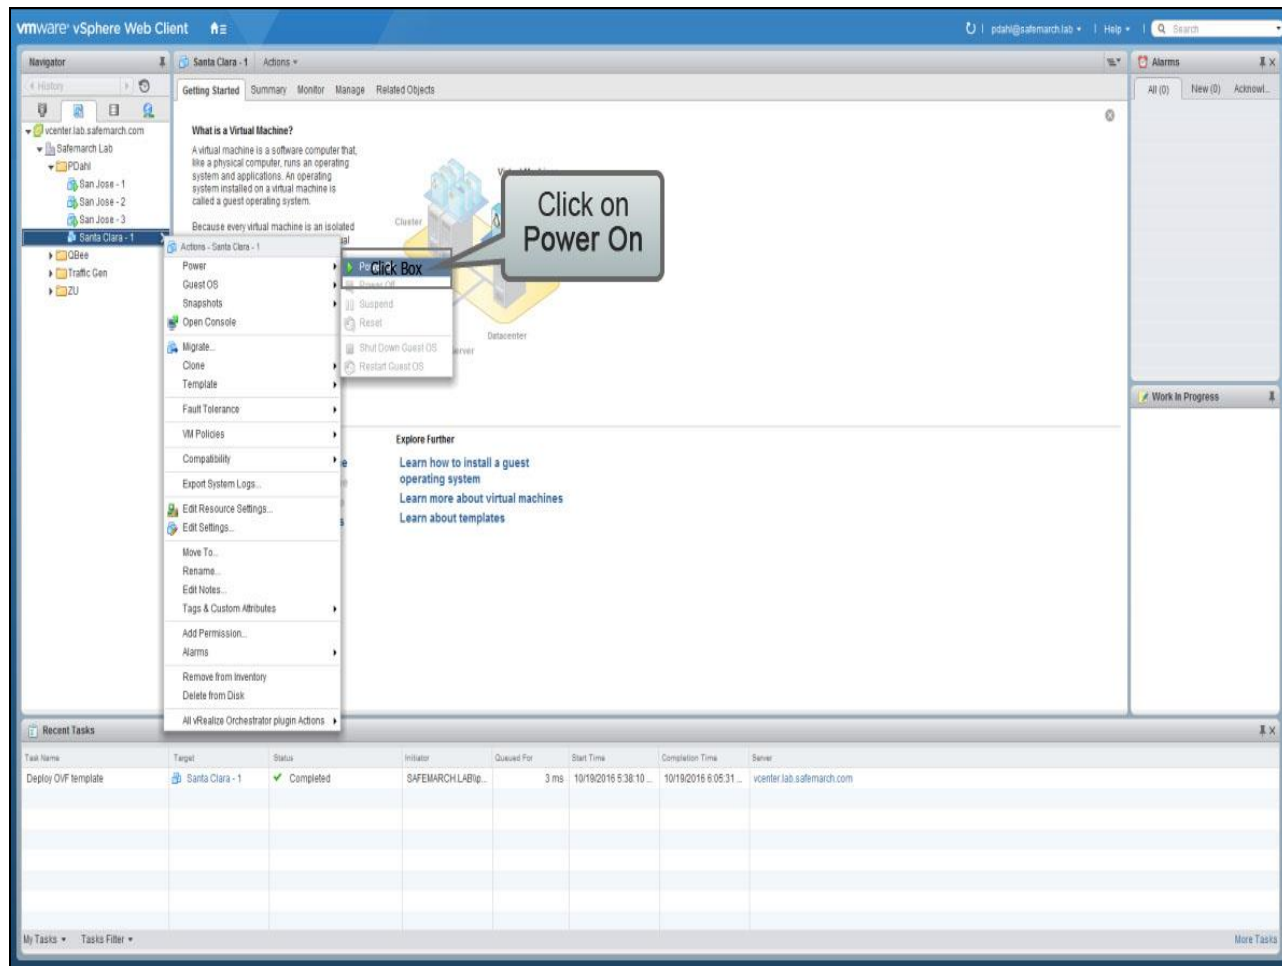 vmware® vSphere Web Client
pdahl@safemarch.lab
Help
Search
Navigator
History
vcenter.lab.safemarch.com
Safemarch Lab
PDahl
San Jose - 1
San Jose - 2
San Jose - 3
Santa Clara - 1
QBee
Traffic Gen
ZU
Santa Clara - 1
Actions
Getting Started
Summary
Monitor
Manage
Related Objects
What is a Virtual Machine?
A virtual machine is a software computer that,
like a physical computer, runs an operating
system and applications. An operating
system installed on a virtual machine is
called a guest operating system.
Because every virtual machine is an isolated
Cluster
Datacenter
Click on
Power On
Click Box
Actions - Santa Clara - 1
Power
Guest OS
Snapshots
Open Console
Migrate...
Clone
Template
Fault Tolerance
VM Policies
Compatibility
Export System Logs...
Edit Resource Settings...
Edit Settings...
Move To...
Rename...
Edit Notes...
Tags & Custom Attributes
Add Permission...
Alarms
Remove from Inventory
Delete from Disk
All vRealize Orchestrator plugin Actions
Power Off
Suspend
Reset
Shut Down Guest OS
Restart Guest OS
Explore Further
Learn how to install a guest
operating system
Learn more about virtual machines
Learn about templates
Alarms
All (0)
New (0)
Acknowl...
Work In Progress
Recent Tasks
Task Name
Target
Status
Initiator
Queued For
Start Time
Completion Time
Server
Deploy OVF template
Santa Clara - 1
Completed
SAFEMARCH.LAB\p...
3 ms
10/19/2016 5:38:10 ...
10/19/2016 6:05:31 ...
vcenter.lab.safemarch.com
My Tasks
Tasks Filter
More Tasks